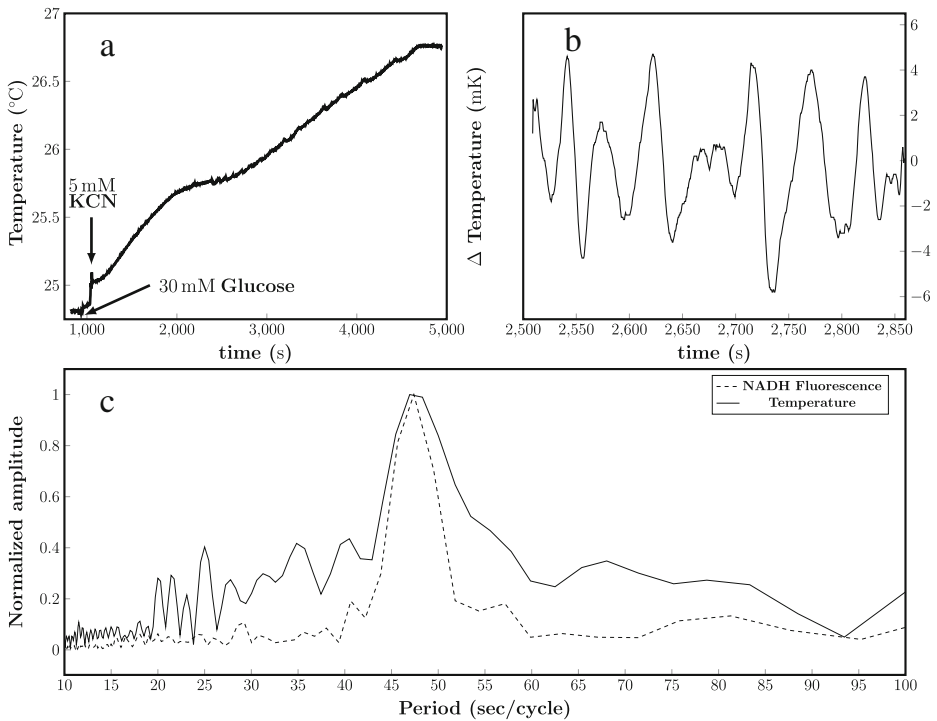 a
27
26.5
26
25.5
25
Temperature (°C)
5 mM
KCN
30 mM Glucose
1,000 2,000 3,000 4,000 5,000
time (s)
b
6
4
2
0
−2
−4
−6
Δ Temperature (mK)
2,500 2,550 2,600 2,650 2,700 2,750 2,800 2,850
time (s)
c
1
0.8
0.6
0.4
0.2
0
Normalized amplitude
NADH Fluorescence
Temperature
10 15 20 25 30 35 40 45 50 55 60 65 70 75 80 85 90 95 100
Period (sec/cycle)